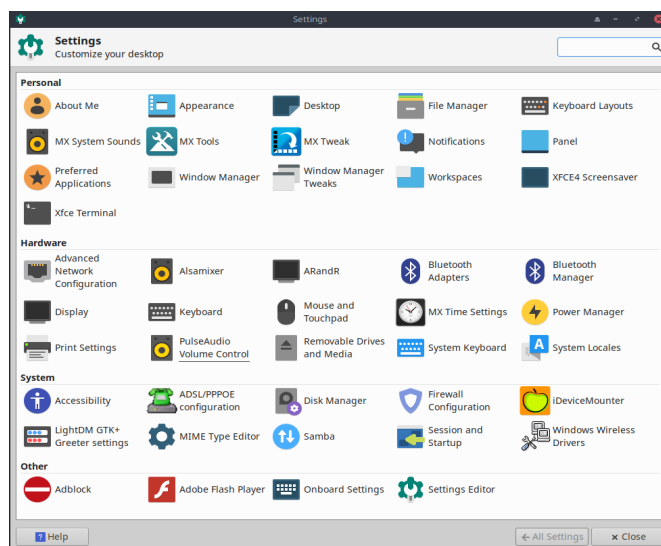 Settings
Settings
Customize your desktop
Personal
About Me
Appearance
Desktop
File Manager
Keyboard Layouts
MX System Sounds
MX Tools
MX Tweak
Notifications
Panel
Preferred
Applications
Window Manager
Window Manager
Tweaks
Workspaces
XFCE4 Screensaver
Xfce Terminal
Hardware
Advanced
Network
Configuration
Alsamixer
ARandR
Bluetooth
Adapters
Bluetooth
Manager
Display
Keyboard
Mouse and
Touchpad
MX Time Settings
Power Manager
Print Settings
PulseAudio
Volume Control
Removable Drives
and Media
System Keyboard
A
System Locales
System
Accessibility
ADSL/PPPOE
configuration
Disk Manager
Firewall
Configuration
iDeviceMounter
LightDM GTK+
Greeter settings
MIME Type Editor
Samba
Session and
Startup
Windows Wireless
Drivers
Other
Adblock
Adobe Flash Player
Onboard Settings
Settings Editor
? Help
← All Settings
× Close